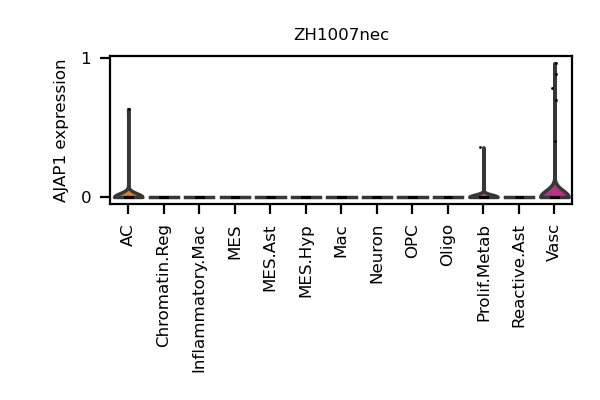 ZH1007nec
AJAP1 expression
1
0
AC
Chromatin.Reg
Inflammatory.Mac
MES
MES.Ast
MES.Hyp
Mac
Neuron
OPC
Oligo
Prolif.Metab
Reactive.Ast
Vasc